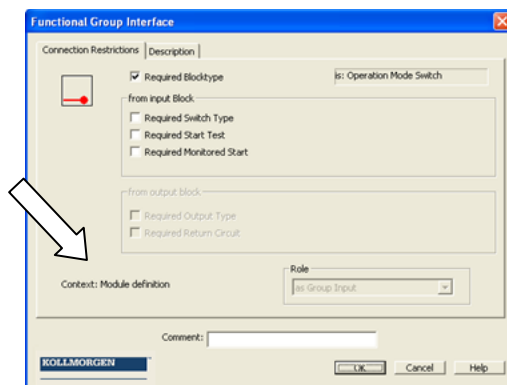 Functional Group Interface
Connection Restrictions
Description
Required Blocktype
is: Operation Mode Switch
from input Block
Required Switch Type
Required Start Test
Required Monitored Start
from output block
Required Output Type
Required Return Circuit
Context: Module definition
Role
as Group Input
Comment:
KOLLMORGEN
OK
Cancel
Help